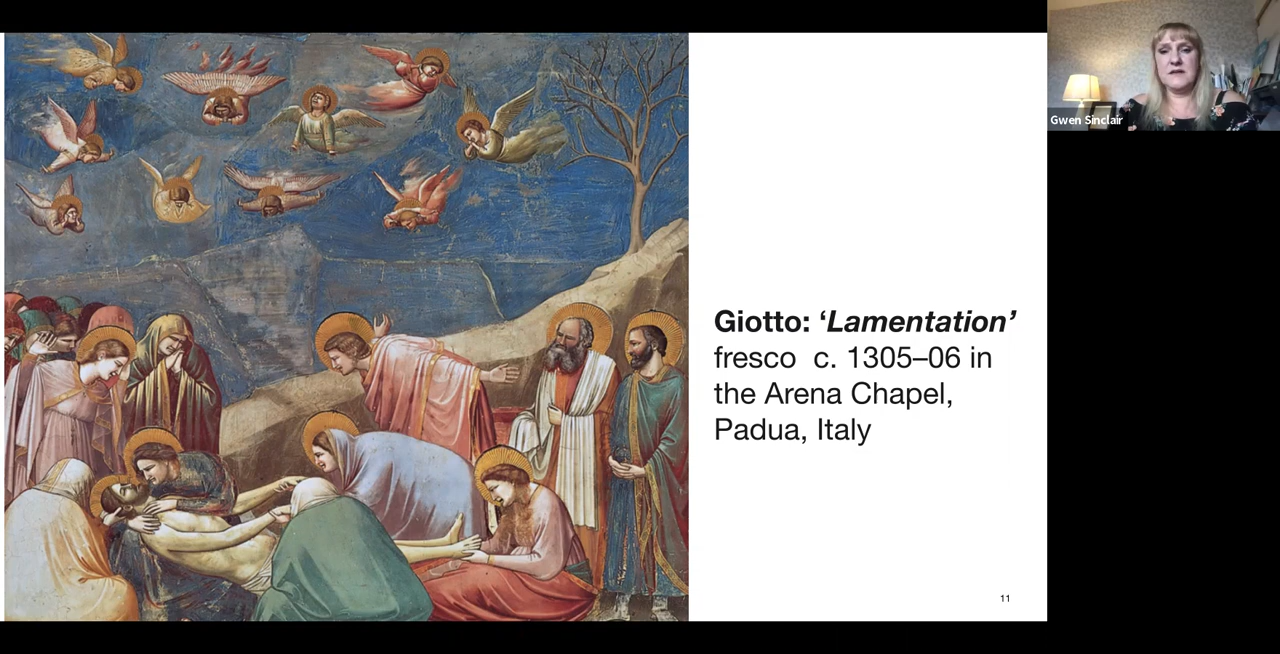 Gwen Sinclair
Giotto: ‘Lamentation’
fresco c. 1305–06 in
the Arena Chapel,
Padua, Italy
11